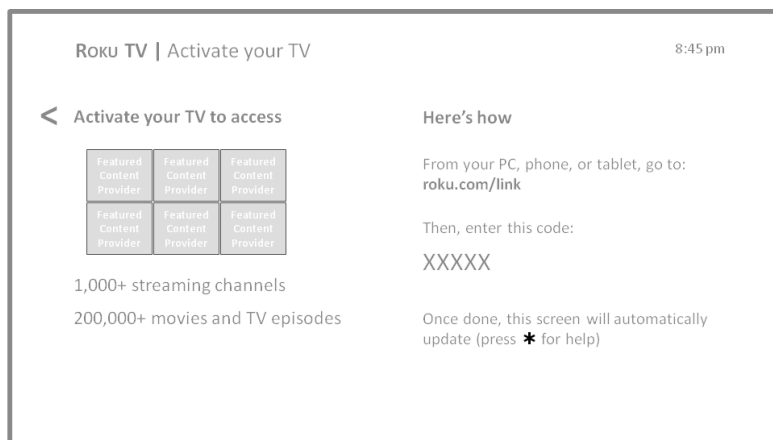 ROKU TV | Activate your TV
8:45 pm
< Activate your TV to access
Featured Content Provider
Featured Content Provider
Featured Content Provider
Featured Content Provider
Featured Content Provider
Featured Content Provider
1,000+ streaming channels
200,000+ movies and TV episodes
Here's how
From your PC, phone, or tablet, go to:
roku.com/link
Then, enter this code:
XXXXX
Once done, this screen will automatically
update (press * for help)